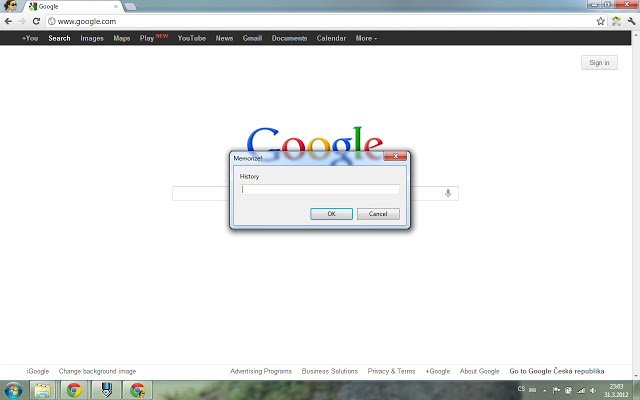 Google
www.google.com
+You Search Images Maps Play NEW YouTube News Gmail Documents Calendar More
Sign in
Google
Memorize!
History
OK Cancel
iGoogle Change background image Advertising Programs Business Solutions Privacy & Terms +Google About Google Go to Google Česká republika
CS 23:03
31.3.2012